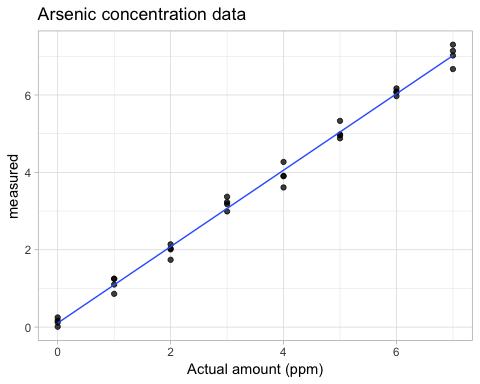 Arsenic concentration data
measured
6
4
2
0
0 2 4 6
Actual amount (ppm)